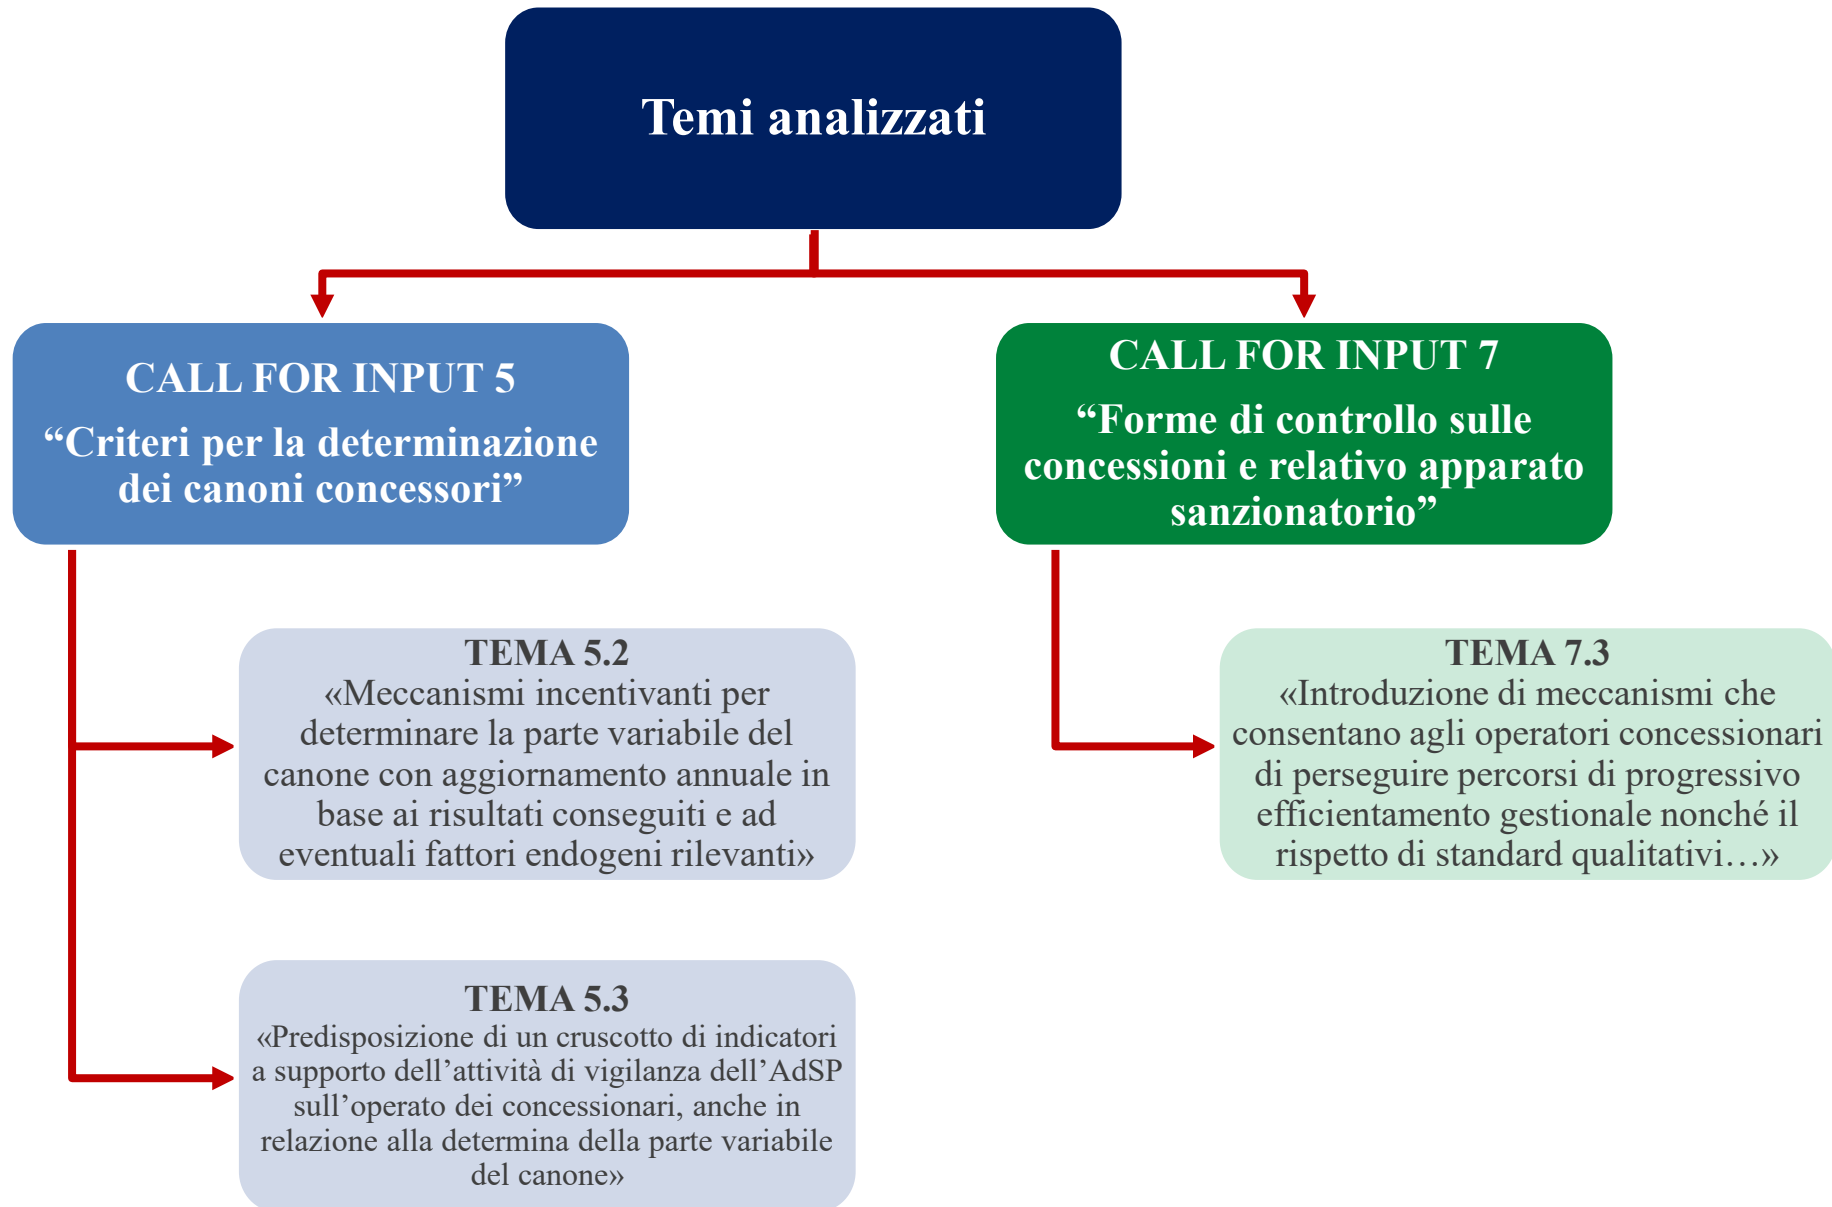 Temi analizzati
CALL FOR INPUT 5
“Criteri per la determinazione
dei canoni concessori”
CALL FOR INPUT 7
“Forme di controllo sulle
concessioni e relativo apparato
sanzionatorio”
TEMA 5.2
«Meccanismi incentivanti per
determinare la parte variabile del
canone con aggiornamento annuale in
base ai risultati conseguiti e ad
eventuali fattori endogeni rilevanti»
TEMA 7.3
«Introduzione di meccanismi che
consentano agli operatori concessionari
di perseguire percorsi di progressivo
efficientamento gestionale nonché il
rispetto di standard qualitativi…»
TEMA 5.3
«Predisposizione di un cruscotto di indicatori
a supporto dell’attività di vigilanza dell’AdSP
sull’operato dei concessionari, anche in
relazione alla determina della parte variabile
del canone»